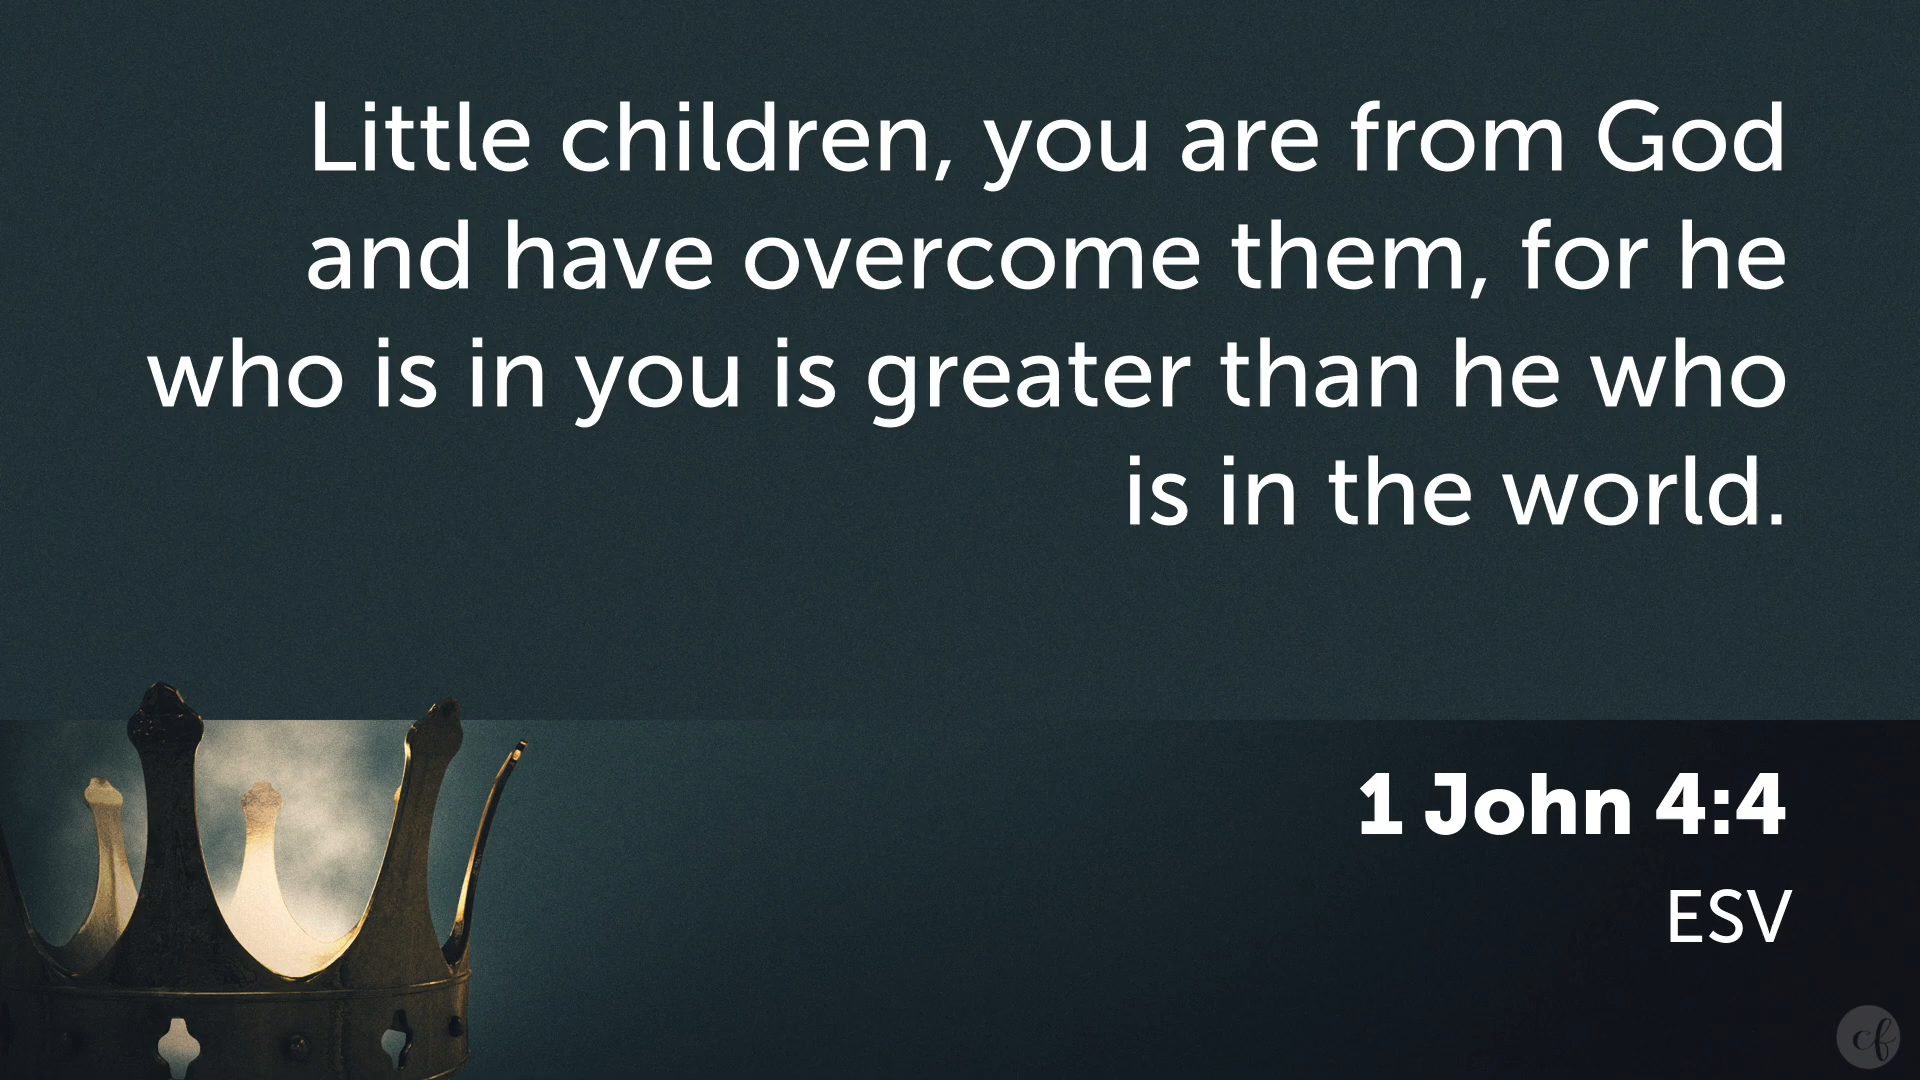 Little children, you are from God
and have overcome them, for he
who is in you is greater than he who
is in the world.
1 John 4:4
ESV
cf